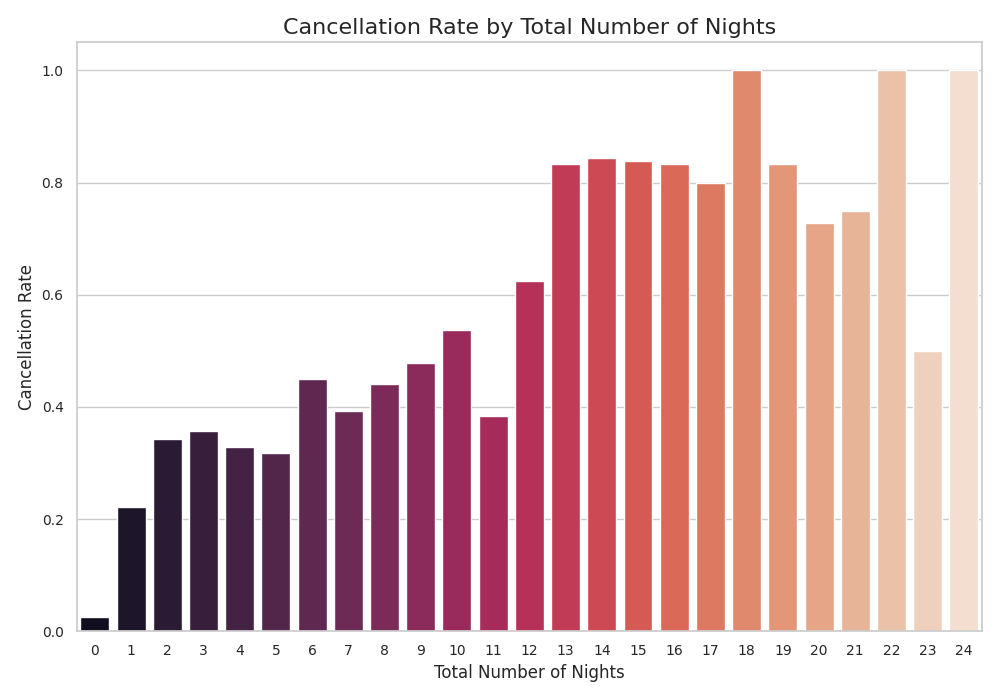 Cancellation Rate by Total Number of Nights
Cancellation Rate
1.0
0.8
0.6
0.4
0.2
0.0
0 1 2 3 4 5 6 7 8 9 10 11 12 13 14 15 16 17 18 19 20 21 22 23 24
Total Number of Nights